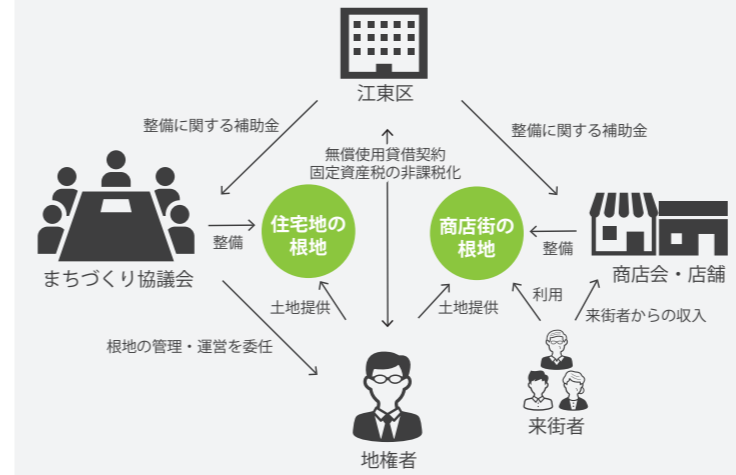 江東区
整備に関する補助金
整備に関する補助金
無償使用貸借契約
固定資産税の非課税化
住宅地の
根地
商店街の
根地
整備
整備
まちづくり協議会
商店会・店舗
土地提供
土地提供
利用
来街者からの収入
根地の管理・運営を委任
来街者
地権者